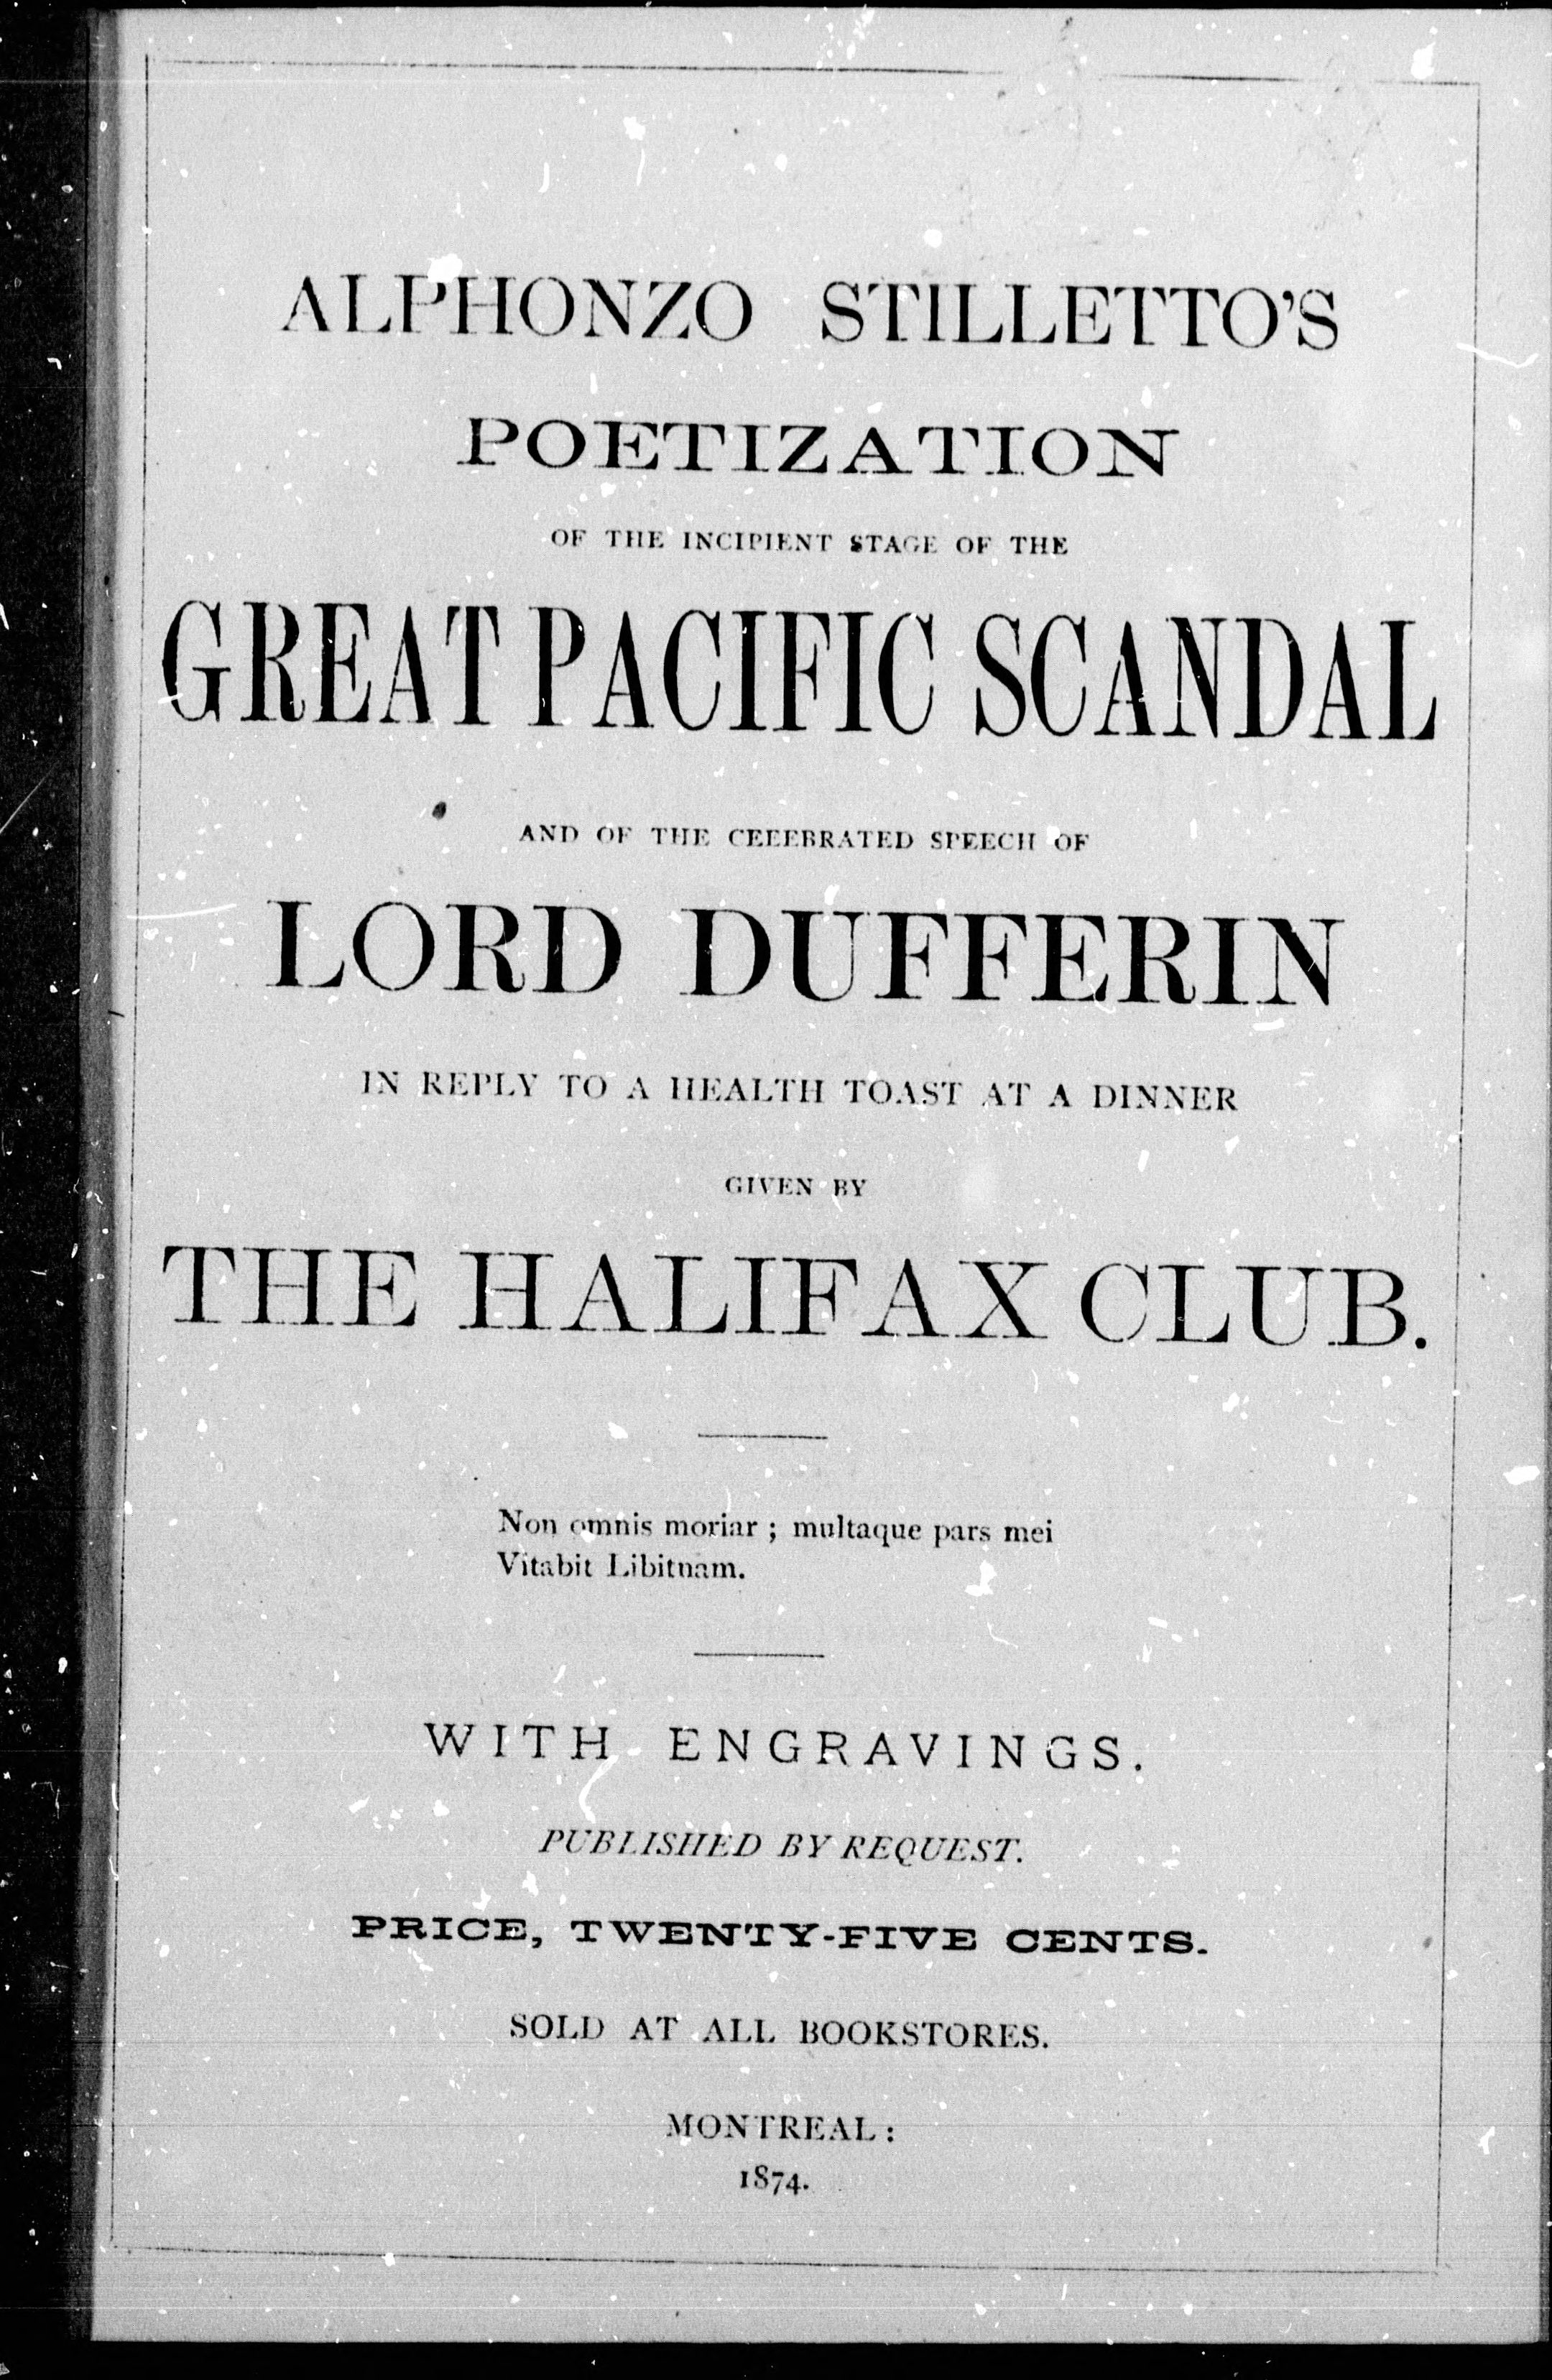 ALPHONZO STILLETTO'S
POETIZATION
OF THE INCIPIENT STAGE OF THE
GREAT PACIFIC SCANDAL
AND OF THE CEEEBRATED SPEECH OF
LORD DUFFERIN
IN REPLY TO A HEALTH TOAST AT A DINNER
GIVEN BY
THE HALIFAX CLUB.
Non omnis moriar ; multaque pars mei
Vitabit Libitnam.
WITH ENGRAVINGS.
PUBLISHED BY REQUEST.
PRICE, TWENTY-FIVE CENTS.
SOLD AT ALL BOOKSTORES.
MONTREAL :
1874.